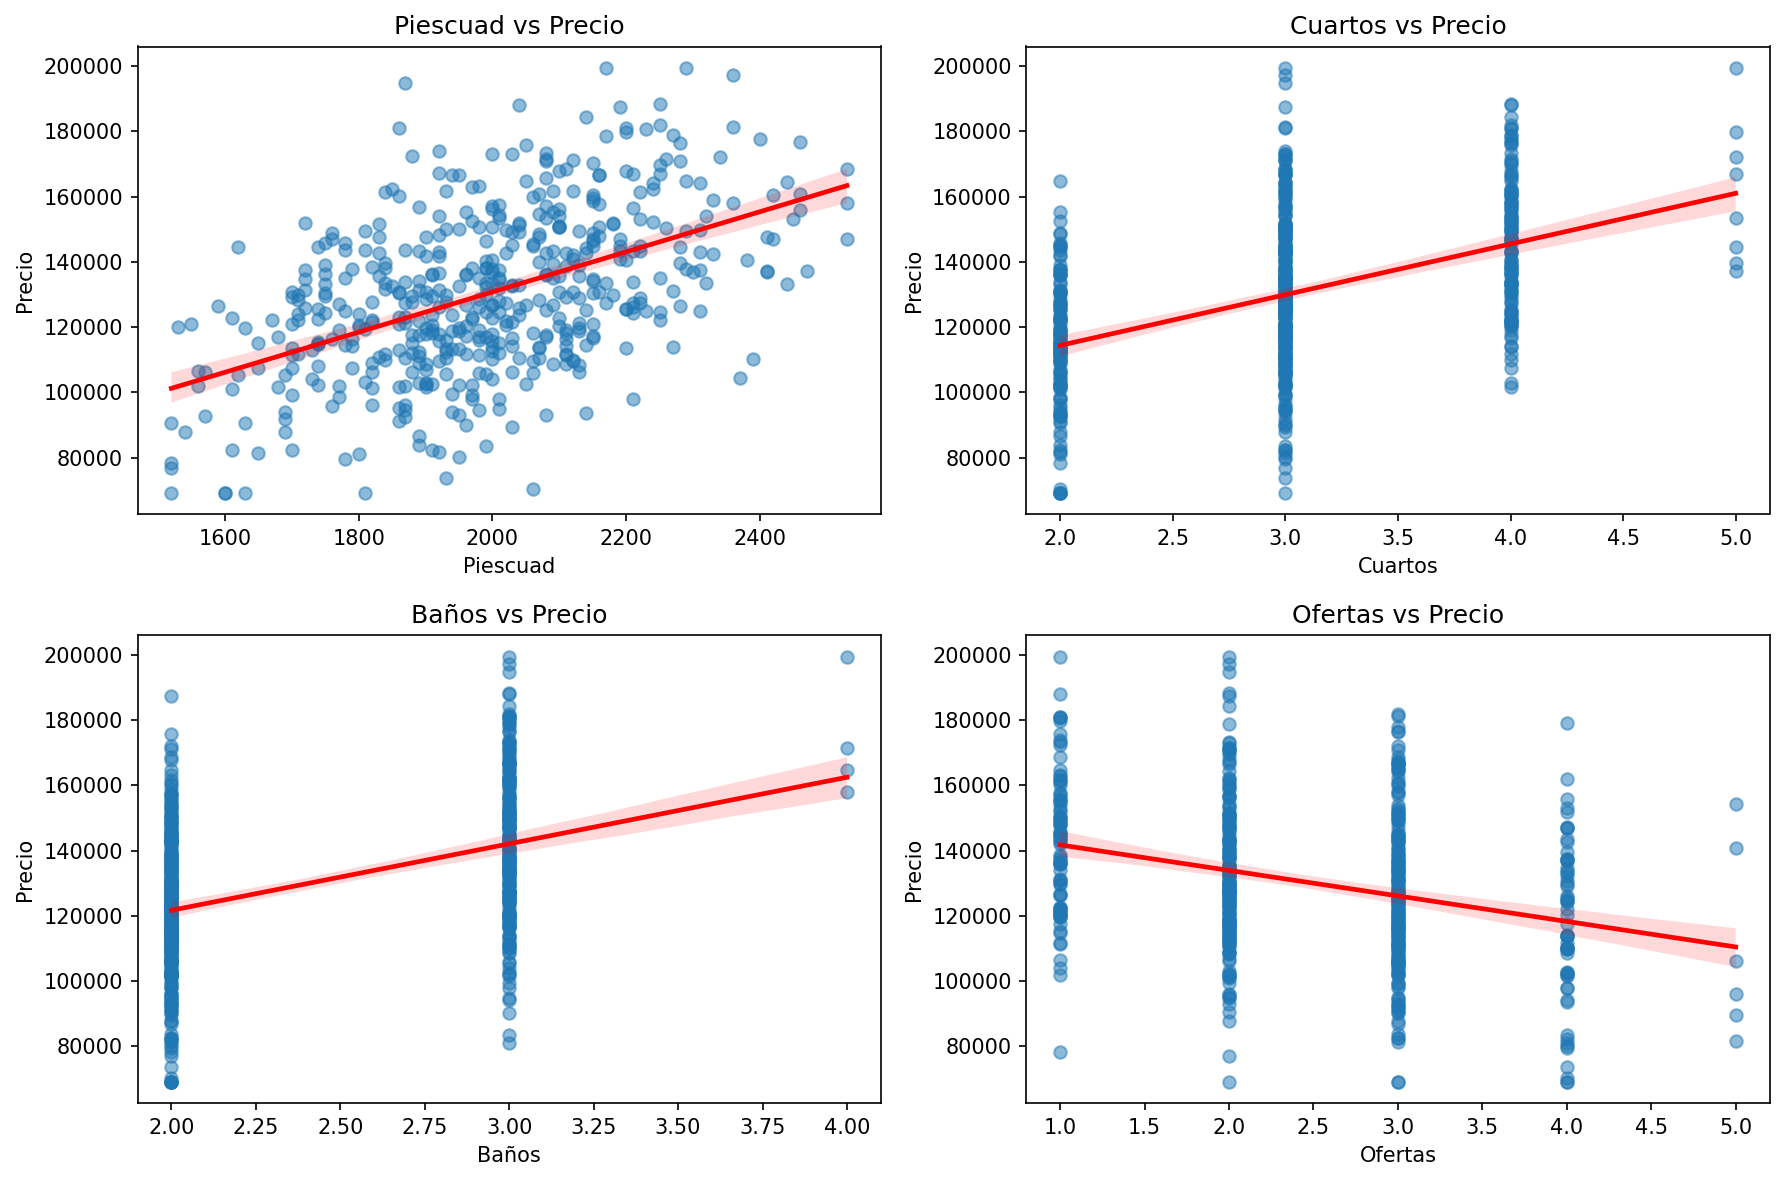 Piescuad vs Precio
200000
180000
160000
140000
120000
100000
80000
Precio
1600 1800 2000 2200 2400
Piescuad
Cuartos vs Precio
200000
180000
160000
140000
120000
100000
80000
Precio
2.0 2.5 3.0 3.5 4.0 4.5 5.0
Cuartos
Baños vs Precio
200000
180000
160000
140000
120000
100000
80000
Precio
2.00 2.25 2.50 2.75 3.00 3.25 3.50 3.75 4.00
Baños
Ofertas vs Precio
200000
180000
160000
140000
120000
100000
80000
Precio
1.0 1.5 2.0 2.5 3.0 3.5 4.0 4.5 5.0
Ofertas